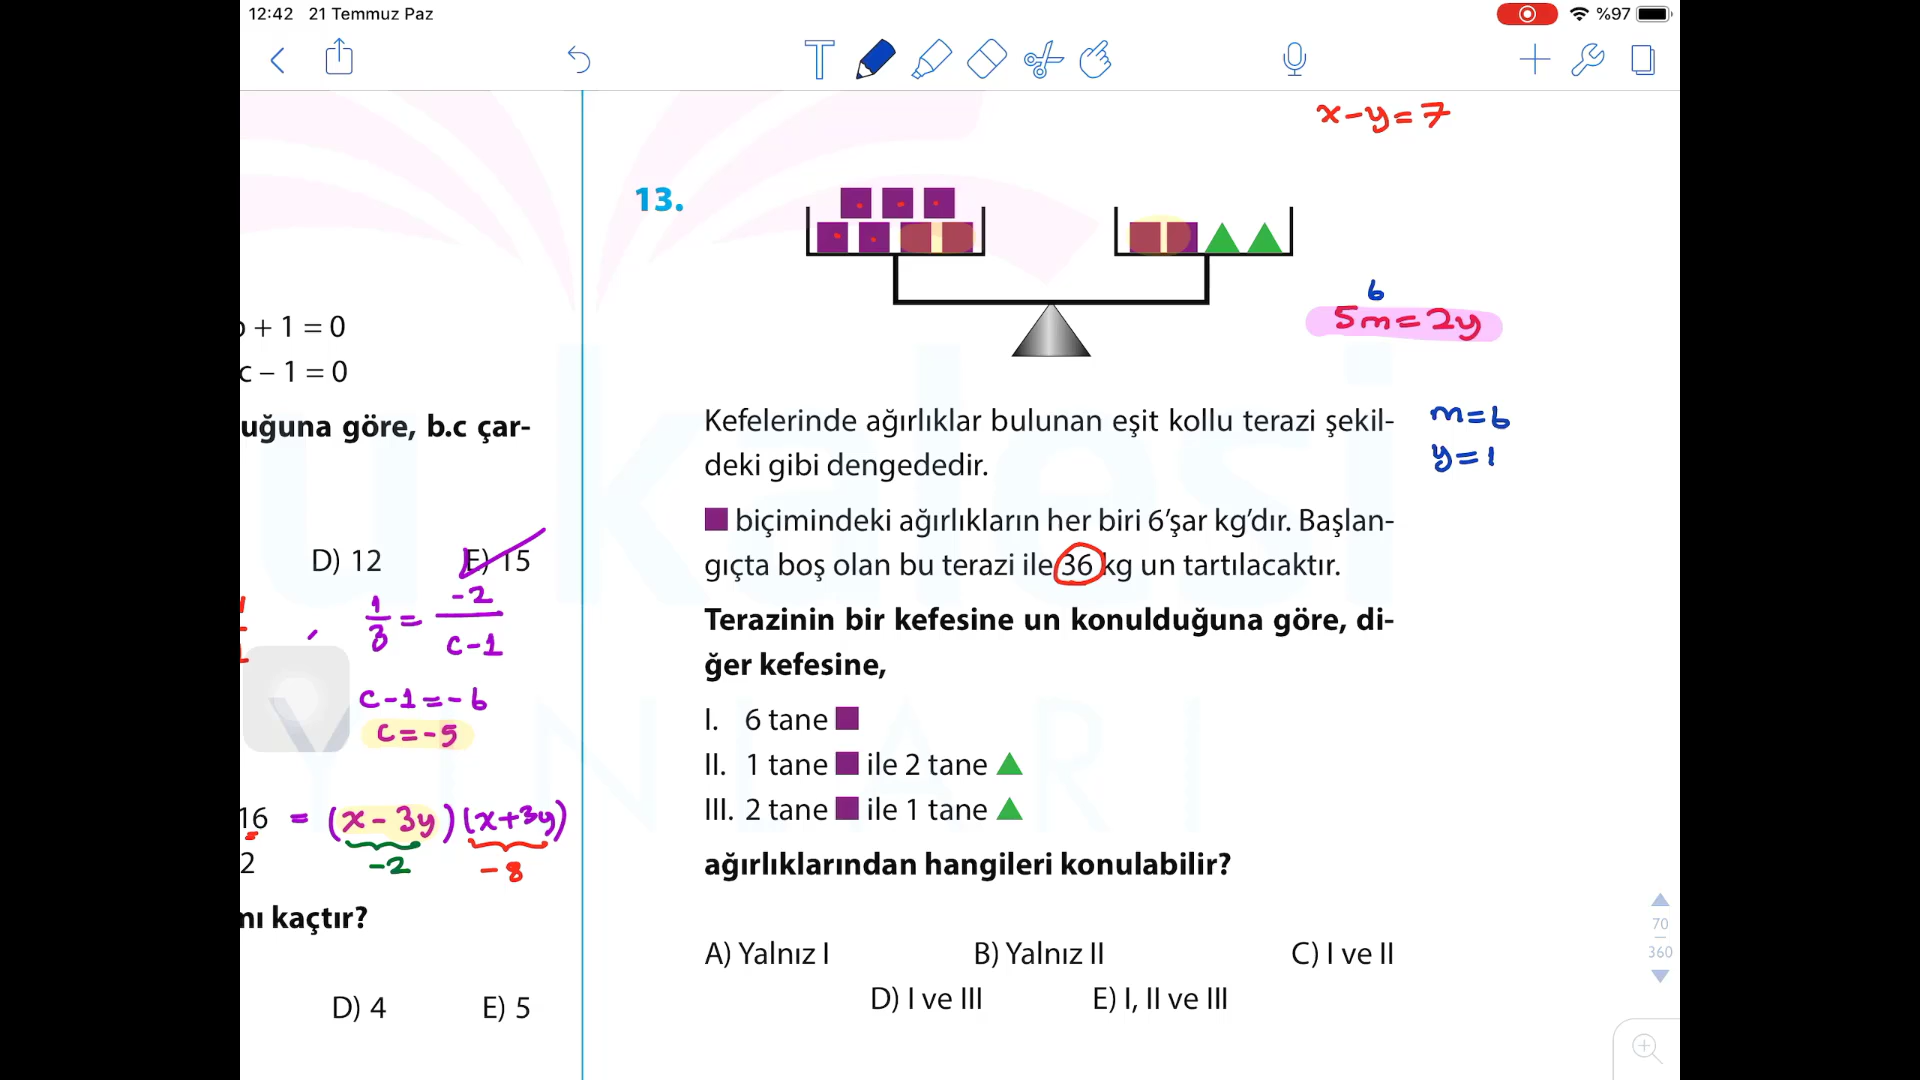 12:42 21 Temmuz Paz
%97
+ 1 = 0
c – 1 = 0
uğuna göre, b.c çar-
D) 12 E) 15
1/3 = -2/c-1
c-1=-6
c=-5
16 = (x-3y)(x+3y)
2 -2 -8
kaçtır?
D) 4 E) 5
x-y=7
13.
6
5m=2y
Kefelerinde ağırlıklar bulunan eşit kollu terazi şekil-
deki gibi dengededir.
m=6
y=1
biçimindeki ağırlıkların her biri 6’şar kg’dır. Başlan-
gıçta boş olan bu terazi ile 36 kg un tartılacaktır.
Terazinin bir kefesine un konulduğuna göre, di-
ğer kefesine,
I. 6 tane
II. 1 tane ile 2 tane
III. 2 tane ile 1 tane
ağırlıklarından hangileri konulabilir?
A) Yalnız I B) Yalnız II C) I ve II
D) I ve III E) I, II ve III
70
360